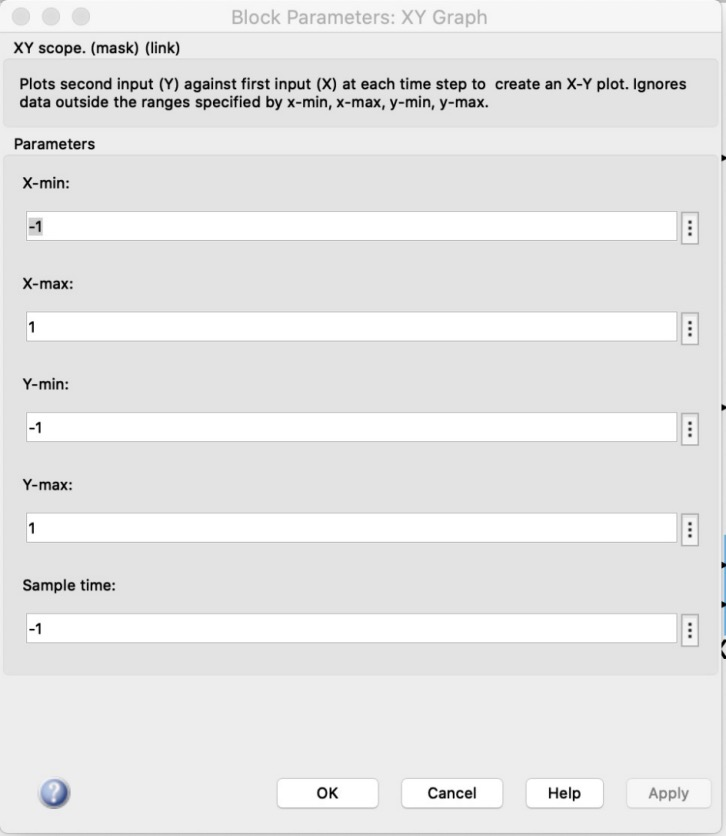 Block Parameters: XY Graph
XY scope. (mask) (link)
Plots second input (Y) against first input (X) at each time step to  create an X-Y plot. Ignores
data outside the ranges specified by x-min, x-max, y-min, y-max.
Parameters
X-min:
-1
X-max:
1
Y-min:
-1
Y-max:
1
Sample time:
-1
? OK Cancel Help Apply